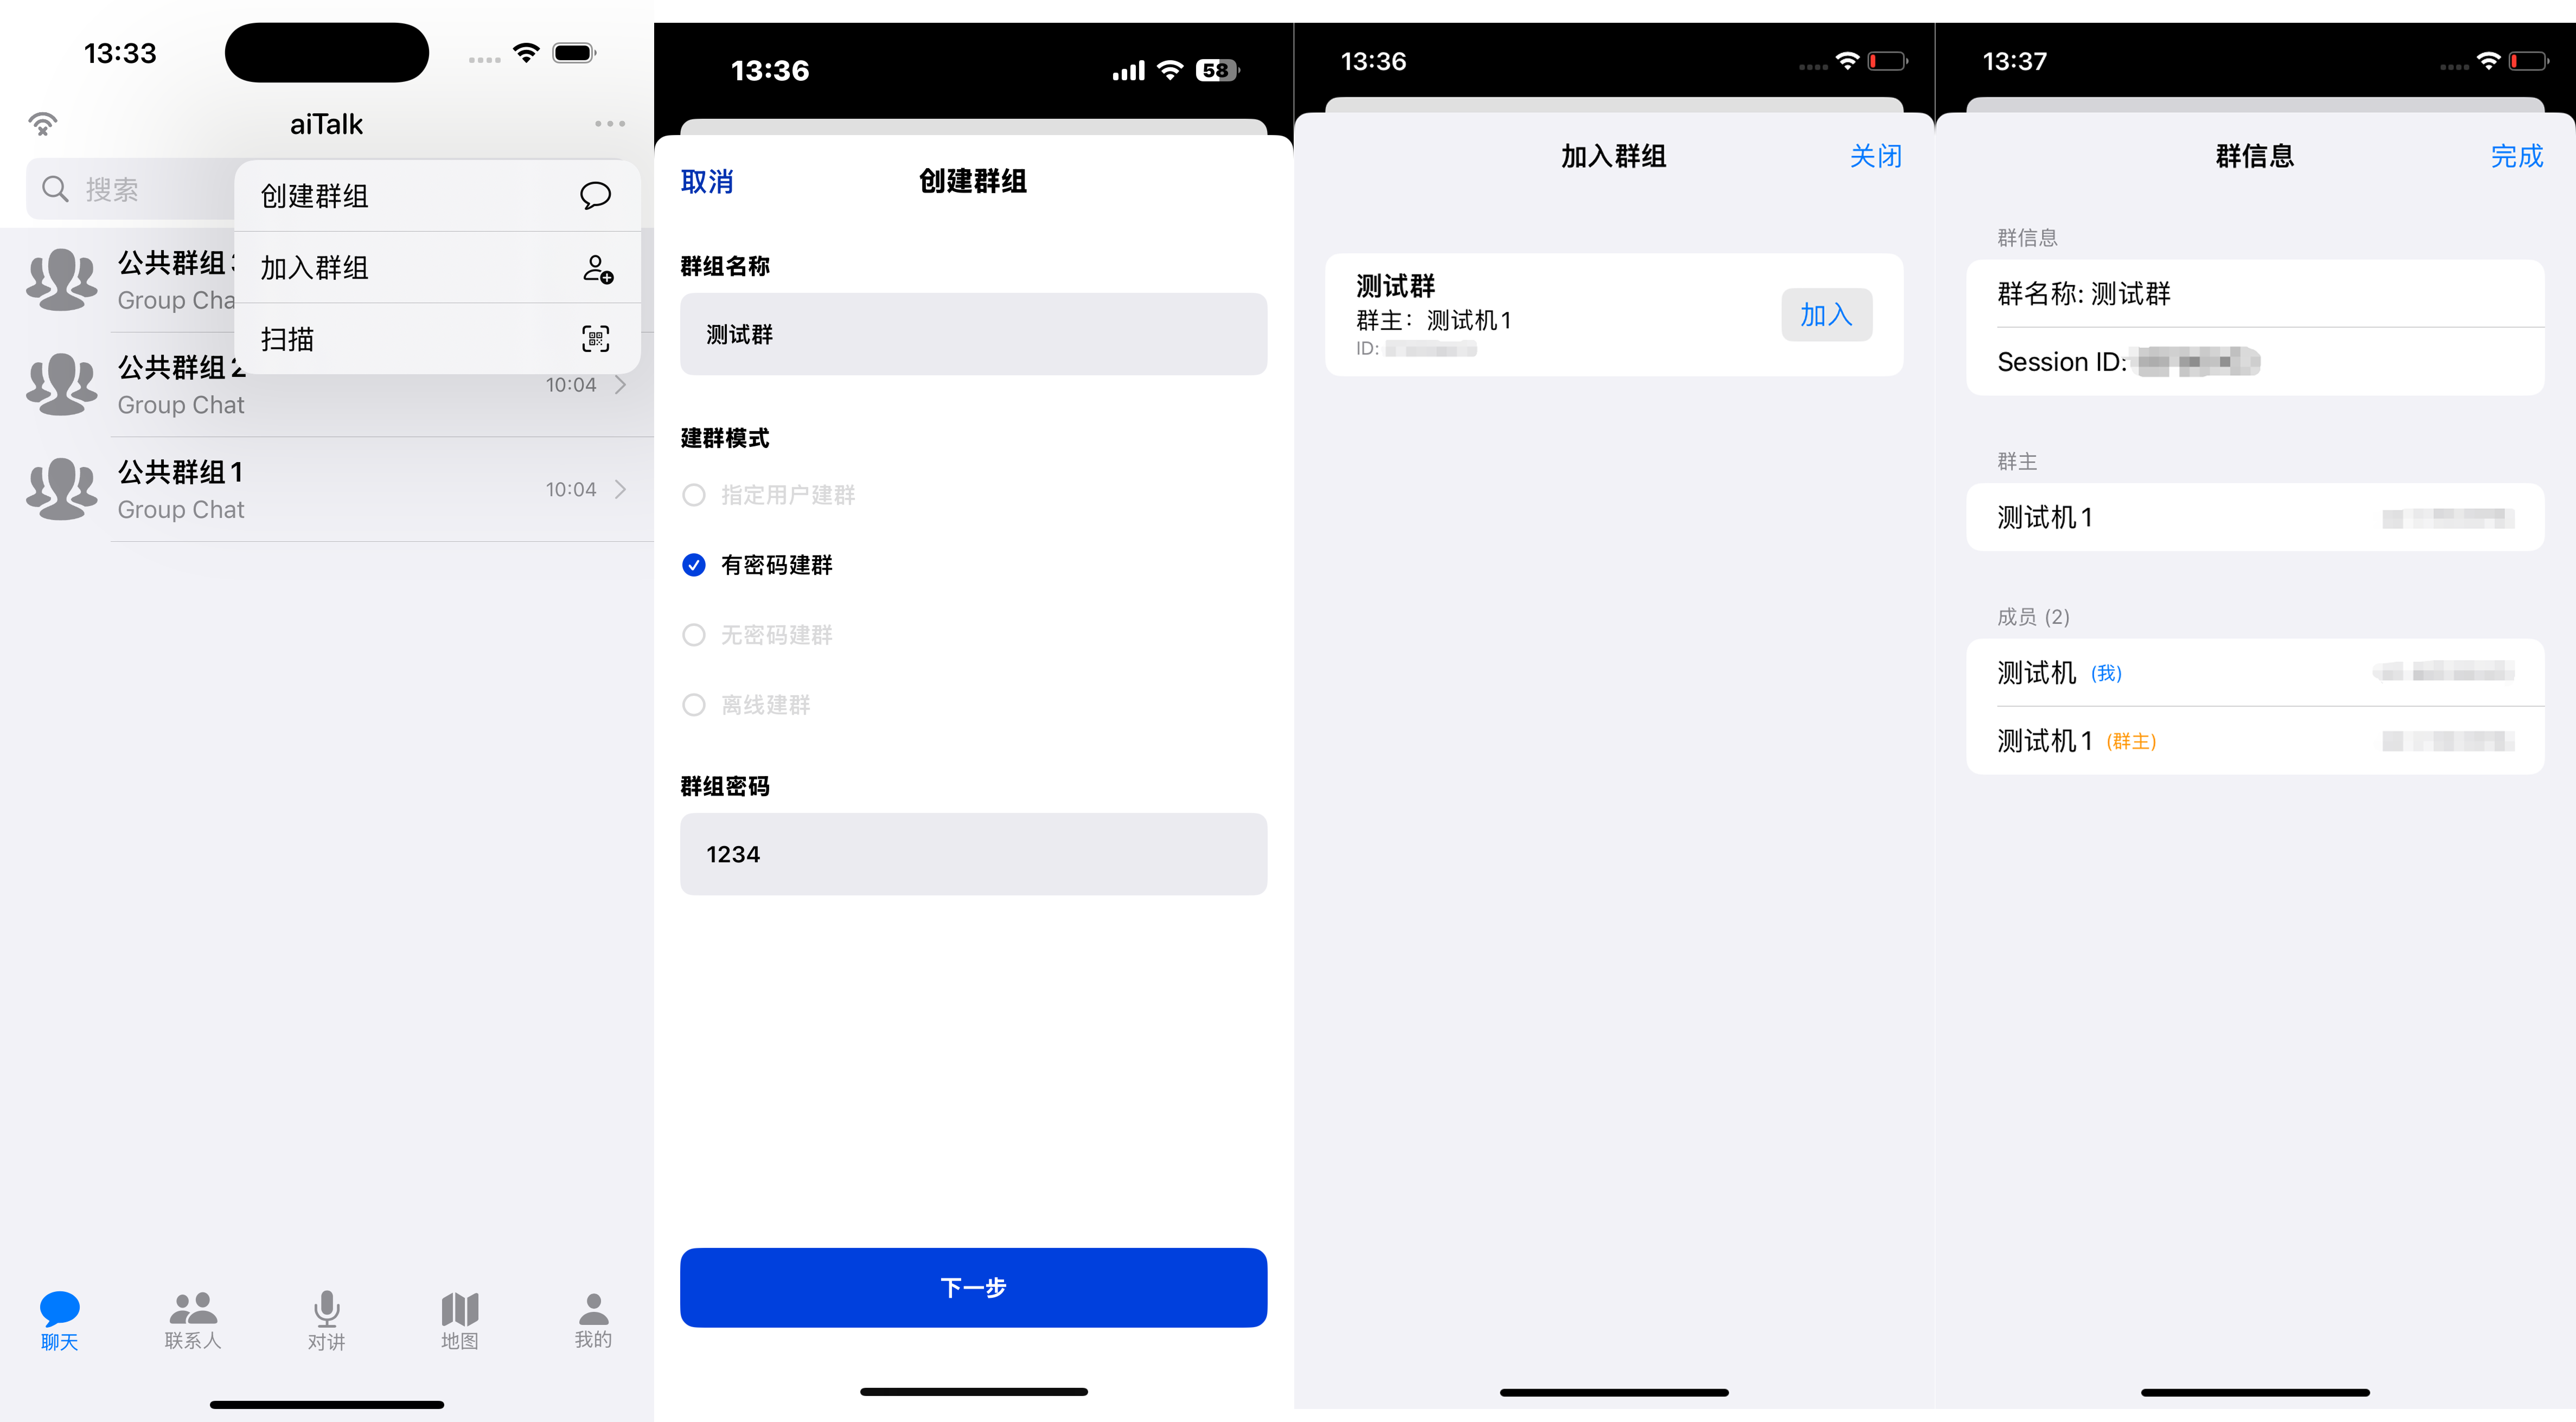 13:33
aiTalk
搜索
创建群组
加入群组
扫描
公共群组
Group Cha
公共群组2
Group Chat
10:04
公共群组1
Group Chat
10:04
聊天
联系人
对讲
地图
我的
13:36
58
取消
创建群组
群组名称
测试群
建群模式
指定用户建群
有密码建群
无密码建群
离线建群
群组密码
1234
下一步
13:36
加入群组
关闭
测试群
群主：测试机1
ID:
加入
13:37
群信息
完成
群信息
群名称: 测试群
Session ID:
群主
测试机1
成员 (2)
测试机 (我)
测试机1 (群主)